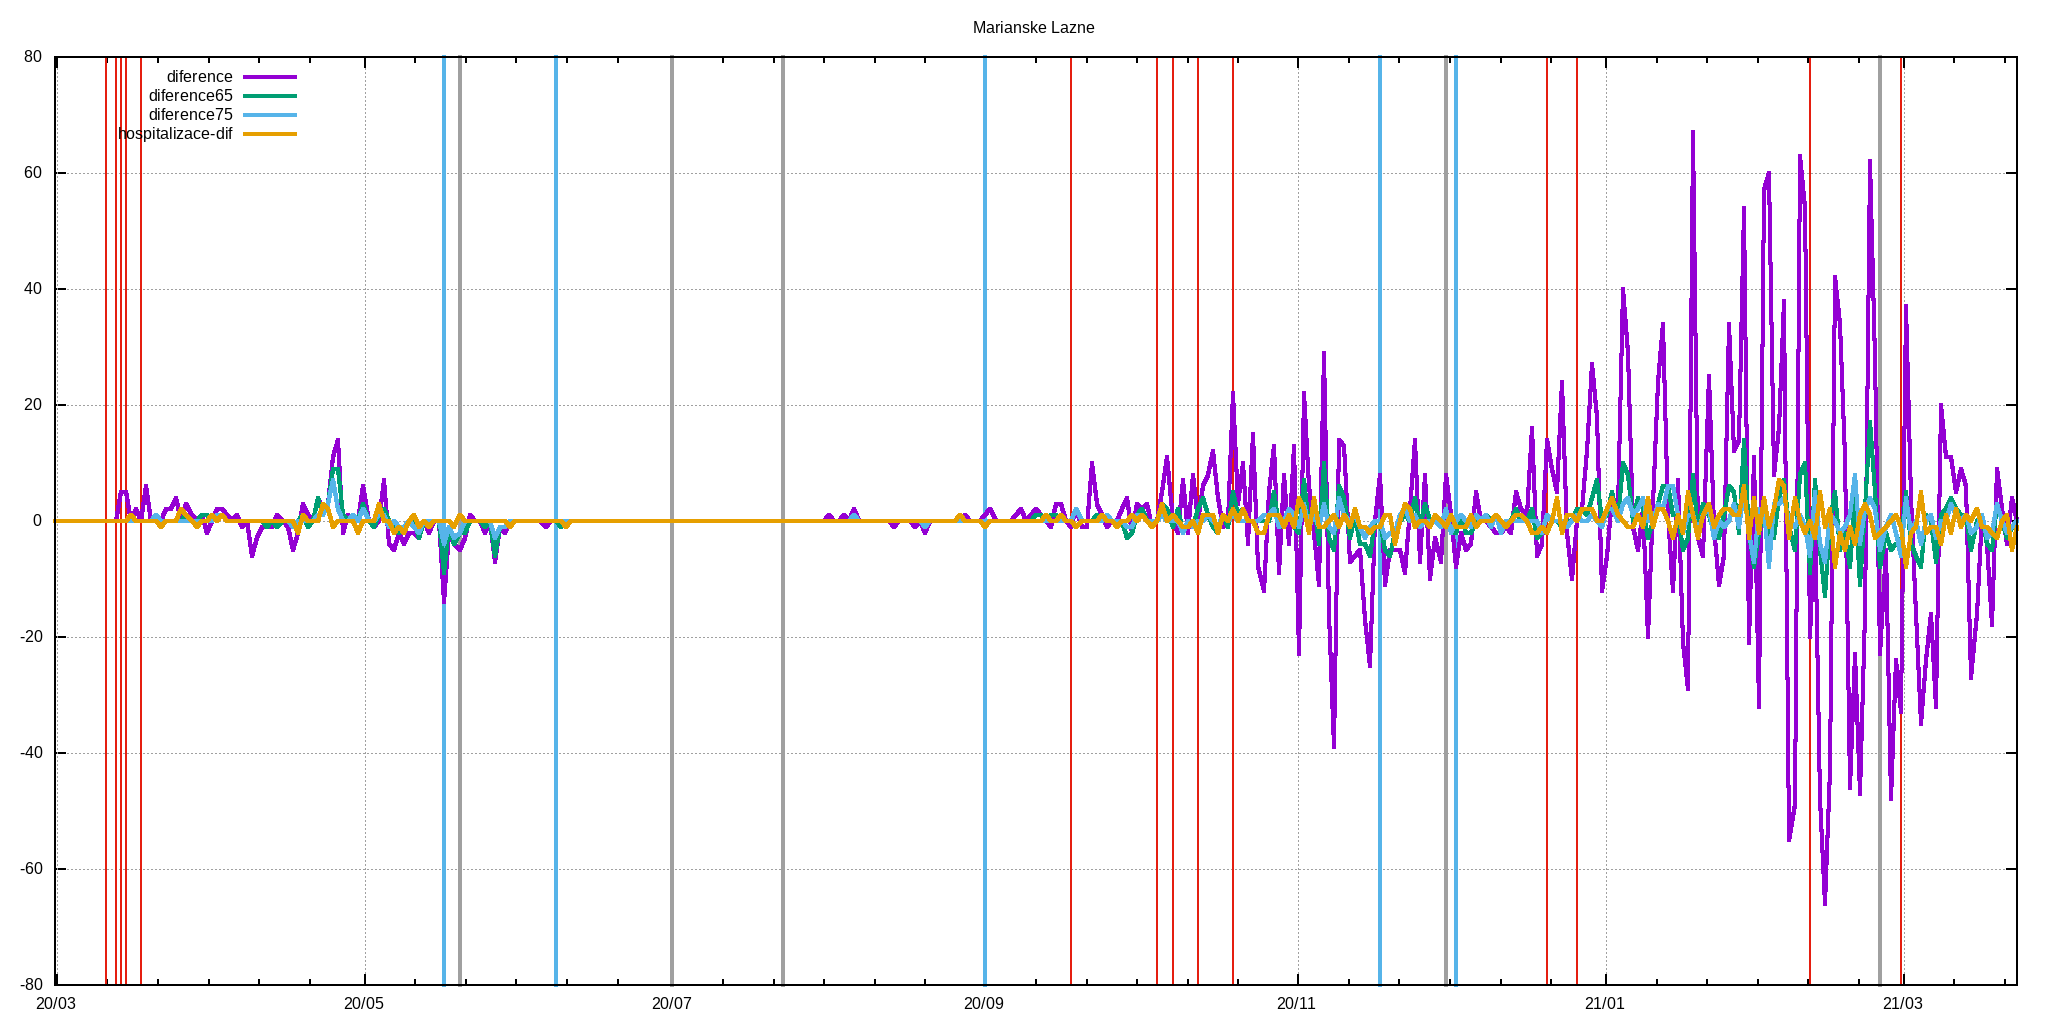 Marianske Lazne
80
60
40
20
0
-20
-40
-60
-80
diference
diference65
diference75
hospitalizace-dif
20/03 20/05 20/07 20/09 20/11 21/01 21/03